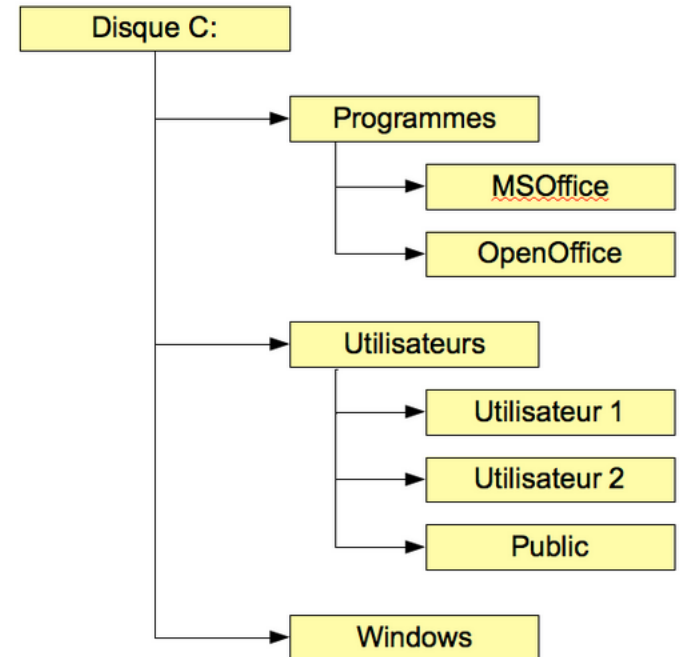 Disque C:
Programmes
MSOffice
OpenOffice
Utilisateurs
Utilisateur 1
Utilisateur 2
Public
Windows